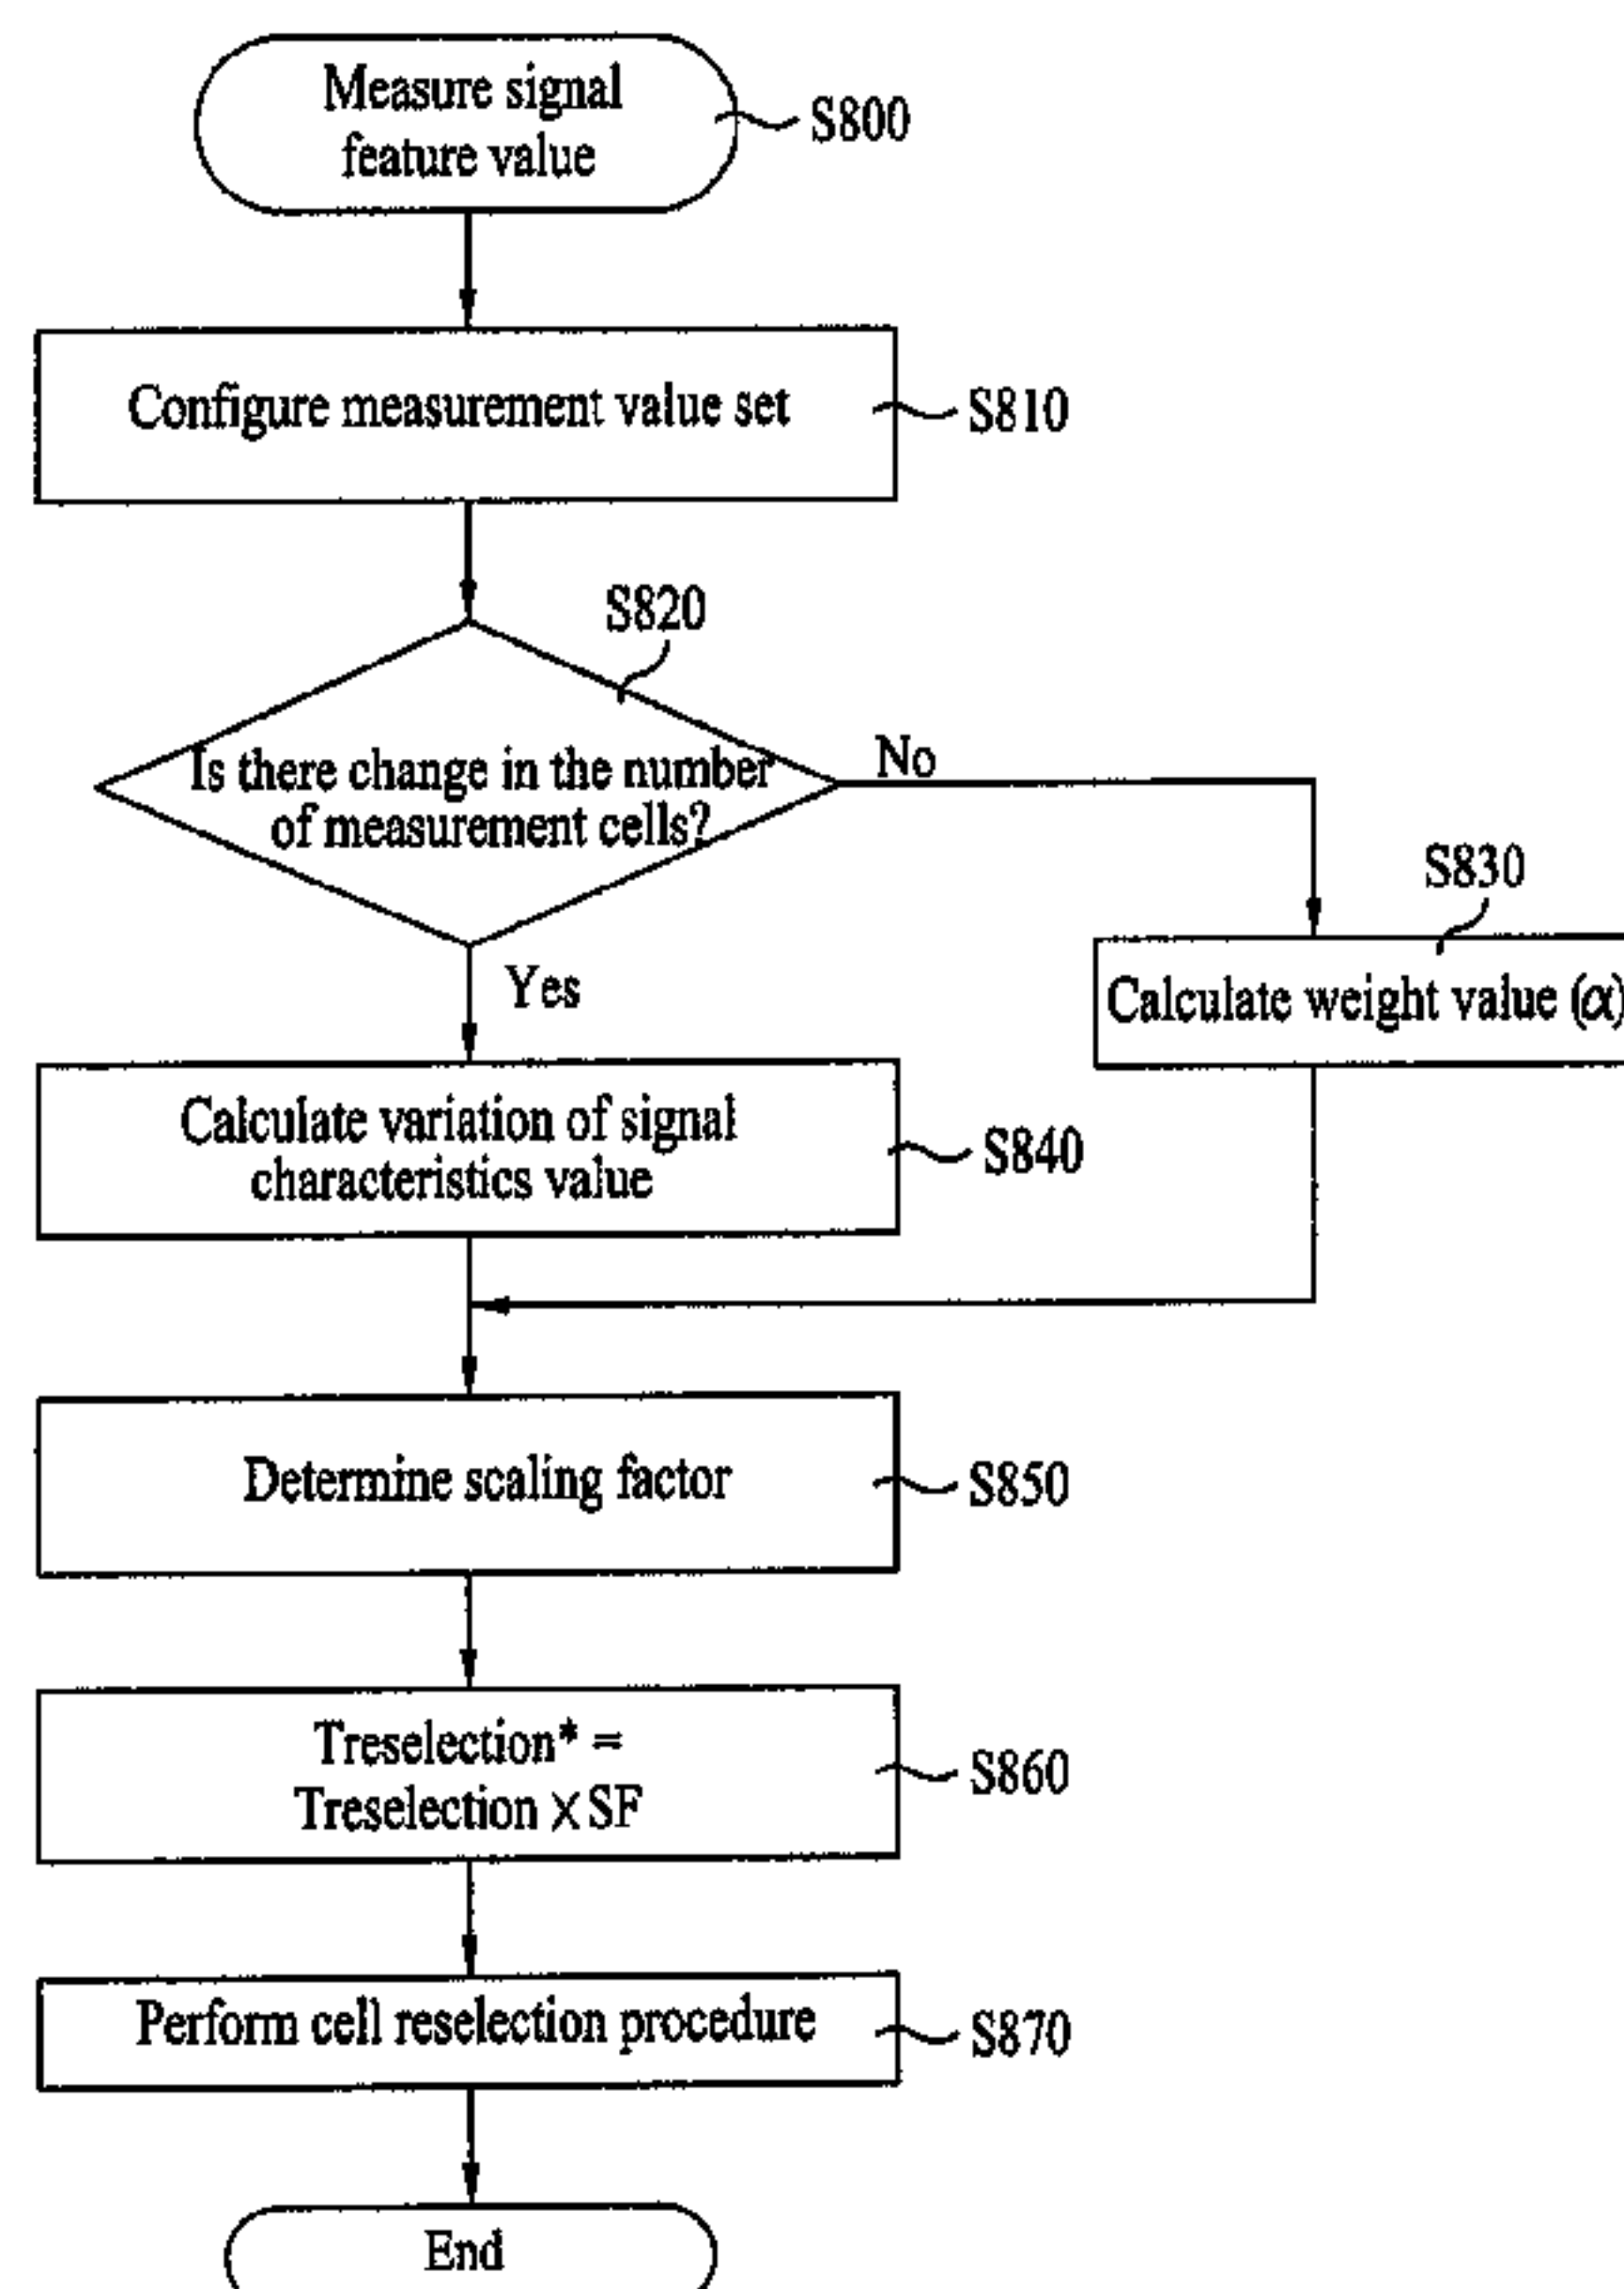 Measure signal
feature value
S800
Configure measurement value set
S810
S820
Is there change in the number
of measurement cells?
No
S830
Calculate weight value (α)
Yes
Calculate variation of signal
characteristics value
S840
Determine scaling factor
S850
Treselection* =
Treselection × SF
S860
Perform cell reselection procedure
S870
End